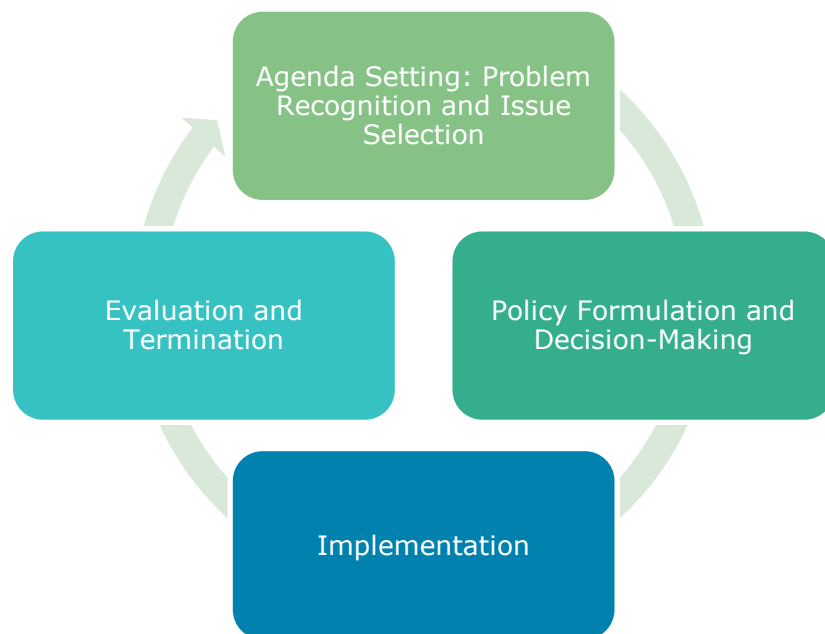 Agenda Setting: Problem
Recognition and Issue
Selection
Policy Formulation and
Decision-Making
Implementation
Evaluation and
Termination